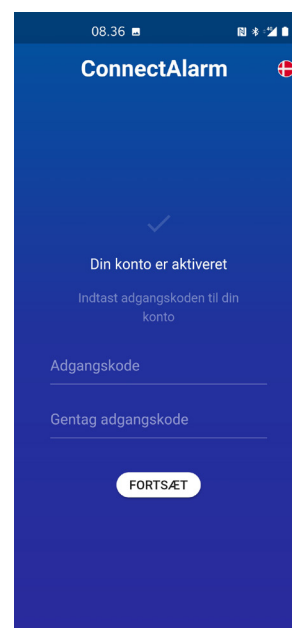 08.36
ConnectAlarm
Din konto er aktiveret
Indtast adgangskoden til din
konto
Adgangskode
Gentag adgangskode
FORTSÆT